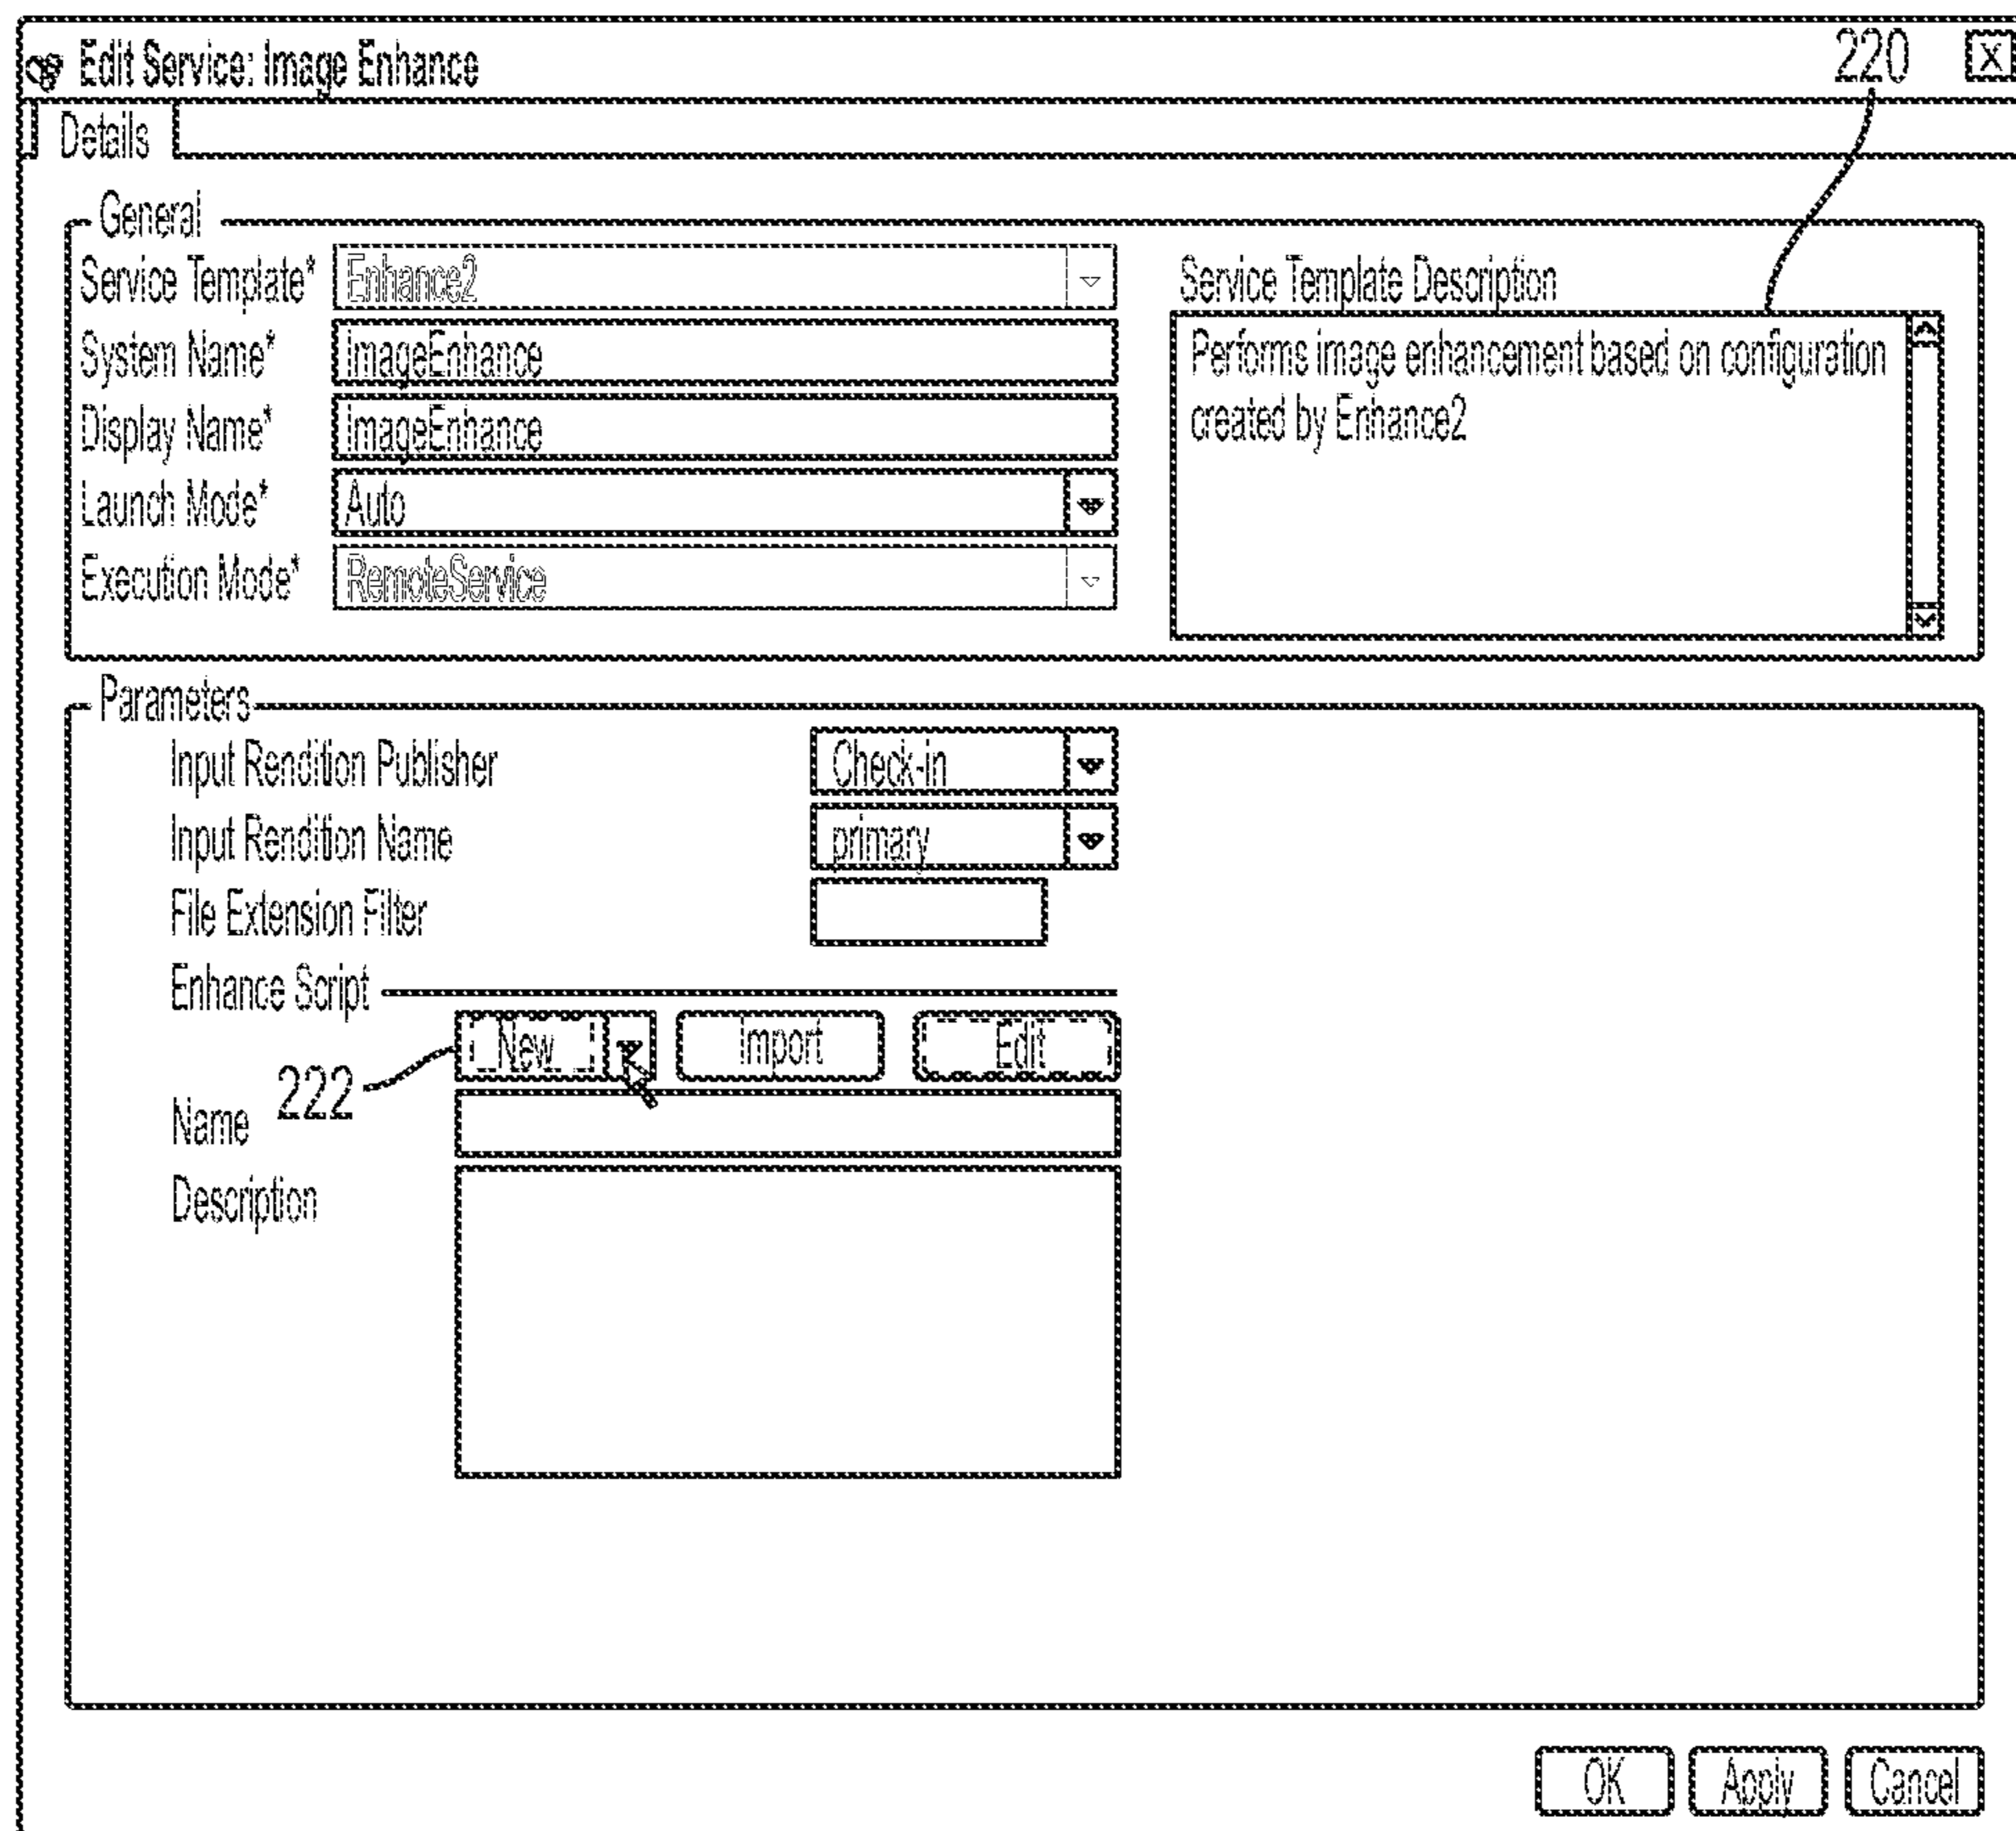 Edit Service: Image Enhance 220 X
Details
General
Service Template* Enhance2
Service Template Description
System Name* ImageEnhance
Performs image enhancement based on configuration
created by Enhance2
Display Name* ImageEnhance
Launch Mode* Auto
Execution Mode* RemoteService
Parameters
Input Rendition Publisher Check-in
Input Rendition Name primary
File Extension Filter
Enhance Script
New Import Edit
222
Name
Description
OK Apply Cancel